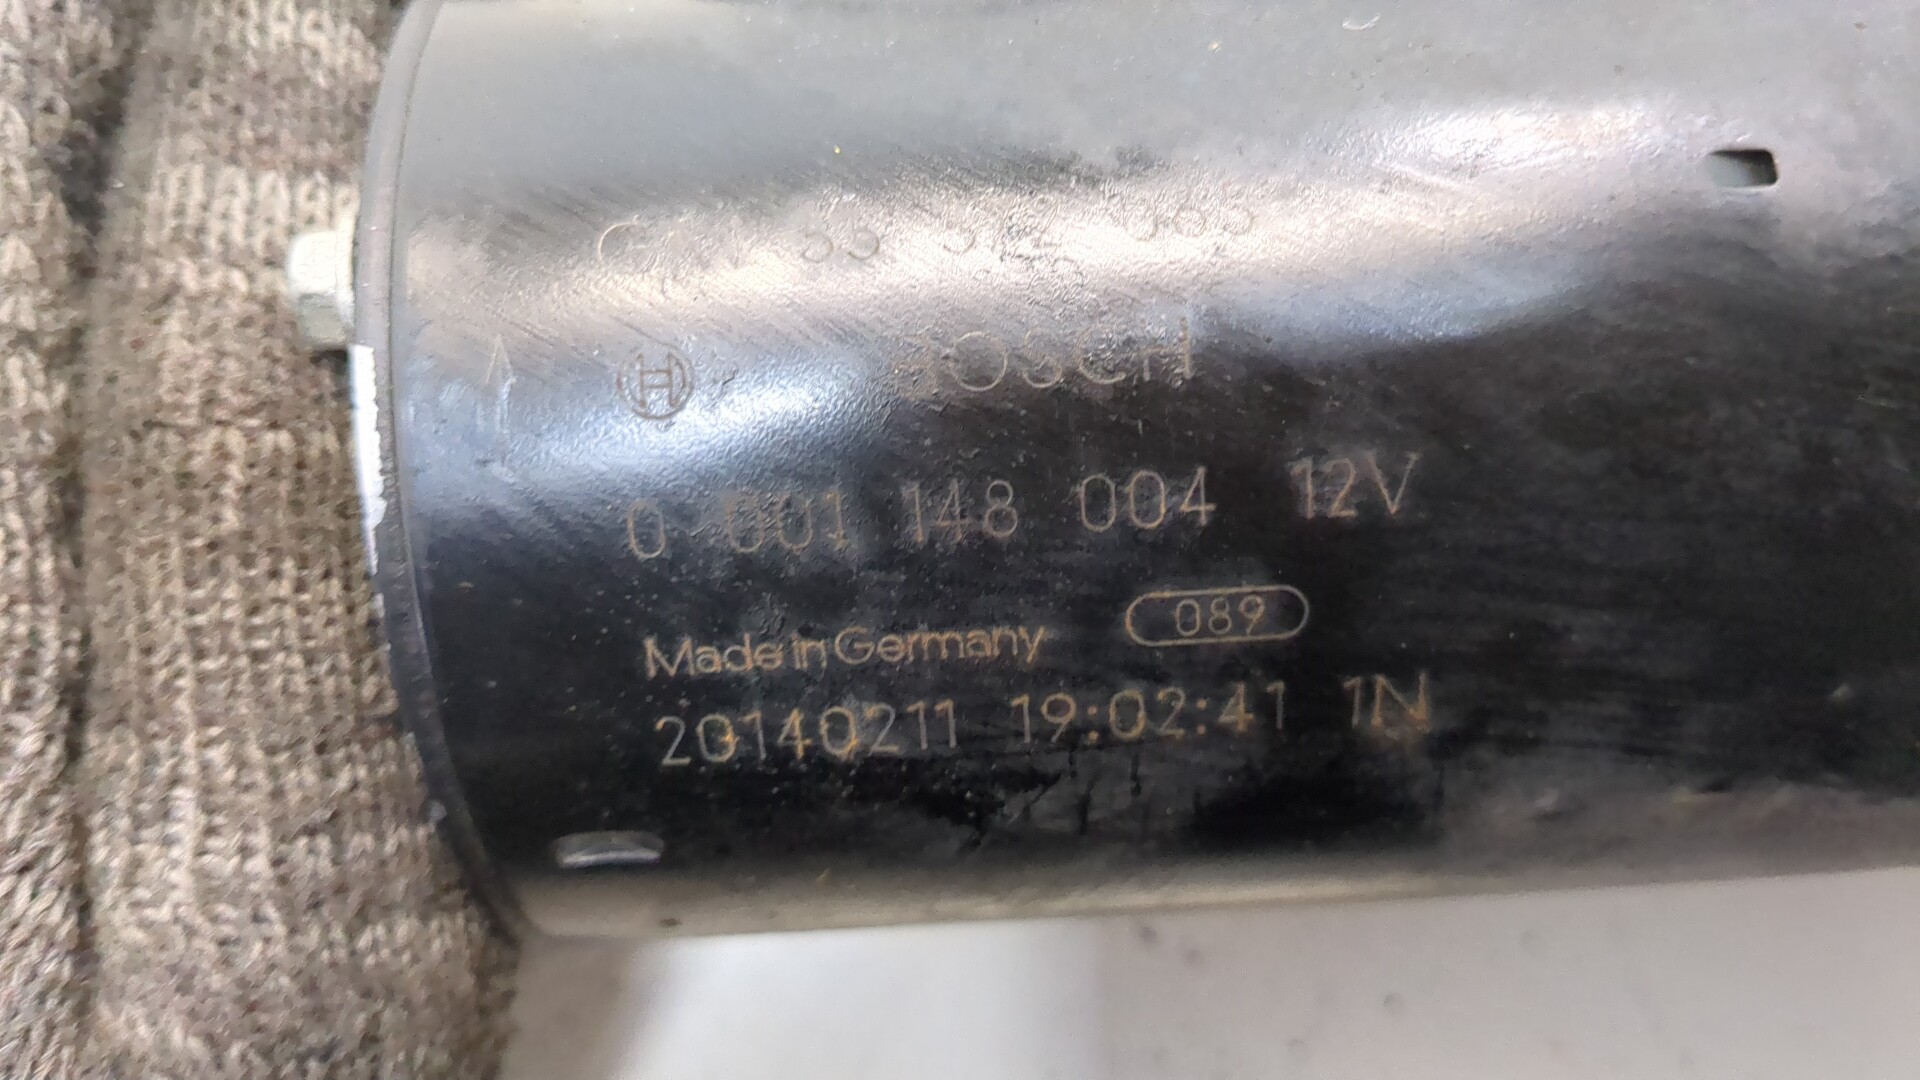 BOSCH
0 001 148 004 12V
Made in Germany 089
20140211 19:02:41 1N